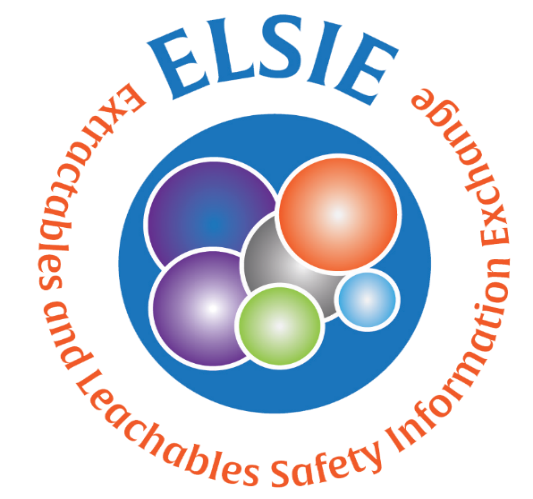 ELSIE
Extractables and Leachables Safety Information Exchange